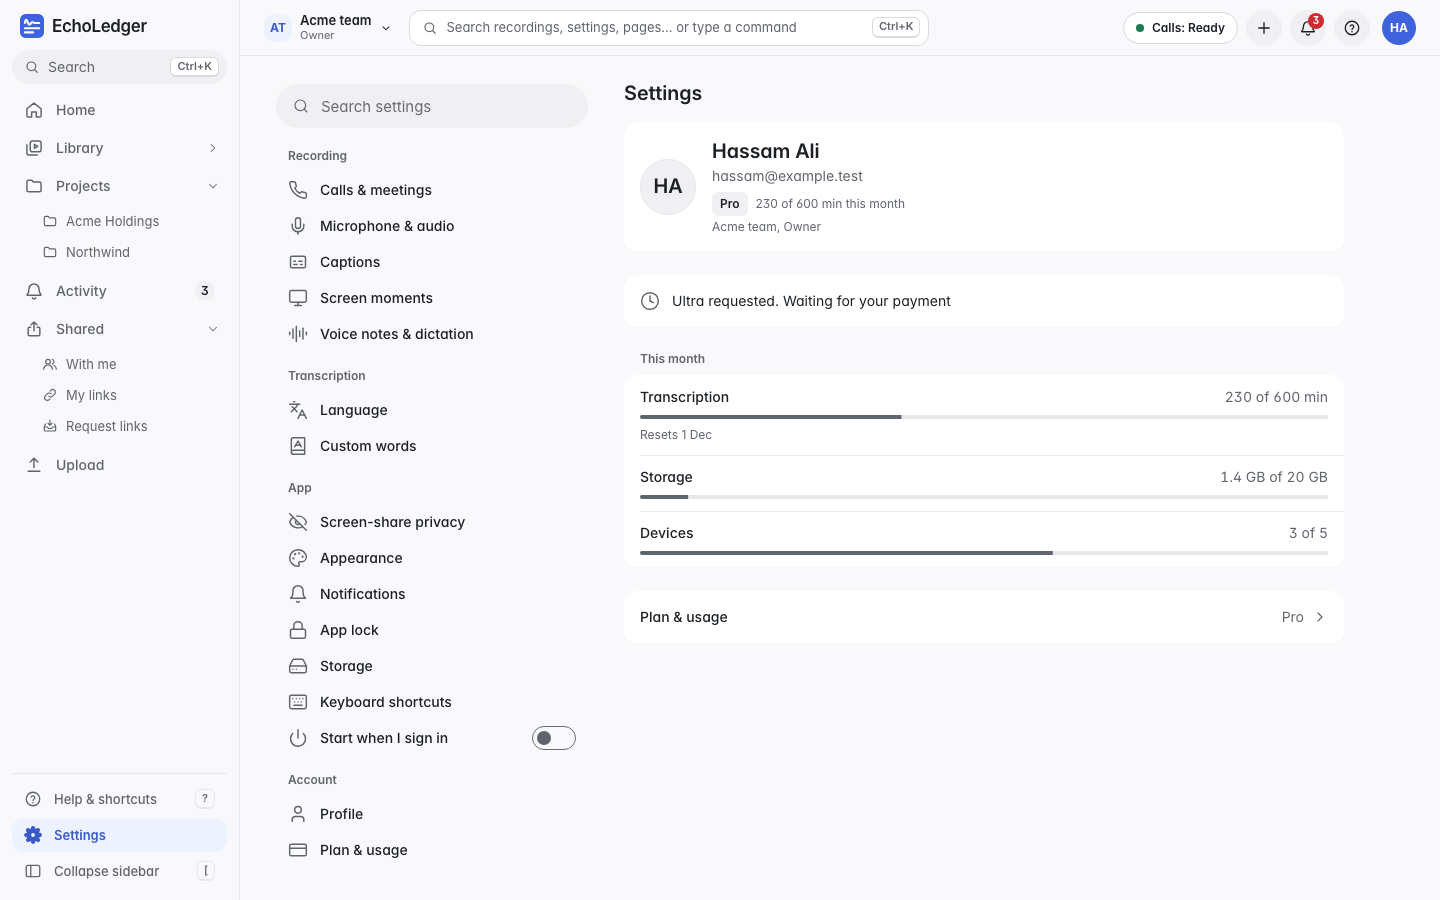 EchoLedger
Search Ctrl+K
Home
Library
Projects
Acme Holdings
Northwind
Activity 3
Shared
With me
My links
Request links
Upload
Help & shortcuts ?
Settings
Collapse sidebar [
AT Acme team
Owner
Search recordings, settings, pages... or type a command Ctrl+K
Calls: Ready
3
HA
Search settings
Recording
Calls & meetings
Microphone & audio
Captions
Screen moments
Voice notes & dictation
Transcription
Language
Custom words
App
Screen-share privacy
Appearance
Notifications
App lock
Storage
Keyboard shortcuts
Start when I sign in
Account
Profile
Plan & usage
Settings
HA
Hassam Ali
hassam@example.test
Pro 230 of 600 min this month
Acme team, Owner
Ultra requested. Waiting for your payment
This month
Transcription 230 of 600 min
Resets 1 Dec
Storage 1.4 GB of 20 GB
Devices 3 of 5
Plan & usage Pro